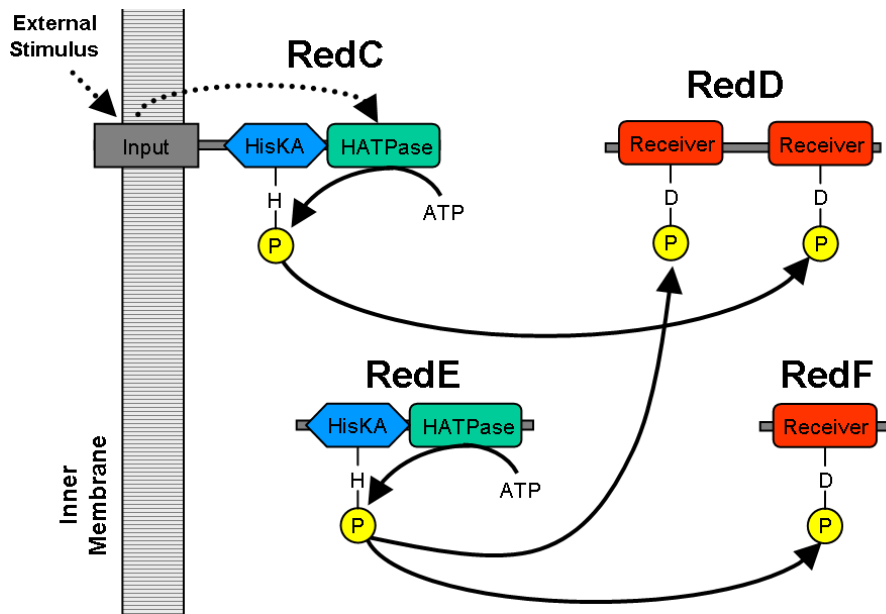 External
Stimulus
RedC
RedD
Input
HisKA
HATPase
Receiver
Receiver
H
ATP
D
D
P
P
P
RedE
RedF
HisKA
HATPase
Receiver
H
ATP
D
P
P
Inner
Membrane